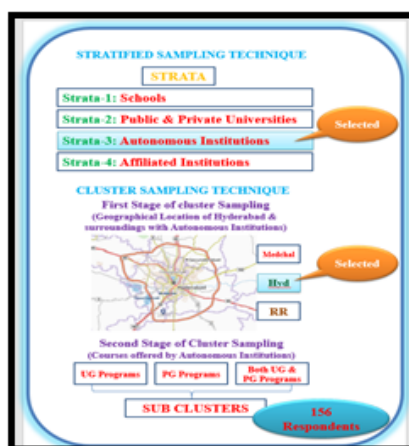 STRATIFIED SAMPLING TECHNIQUE
STRATA
Strata-1: Schools
Strata-2: Public & Private Universities
Selected
Strata-3: Autonomous Institutions
Strata-4: Affiliated Institutions
CLUSTER SAMPLING TECHNIQUE
First Stage of cluster Sampling
(Geographical Location of Hyderabad &
surroundings with Autonomous Institutions)
Medchal
Selected
Hyd
RR
Second Stage of Cluster Sampling
(Courses offered by Autonomous Institutions)
UG Programs
PG Programs
Both UG &
PG Programs
SUB CLUSTERS
156
Respondents